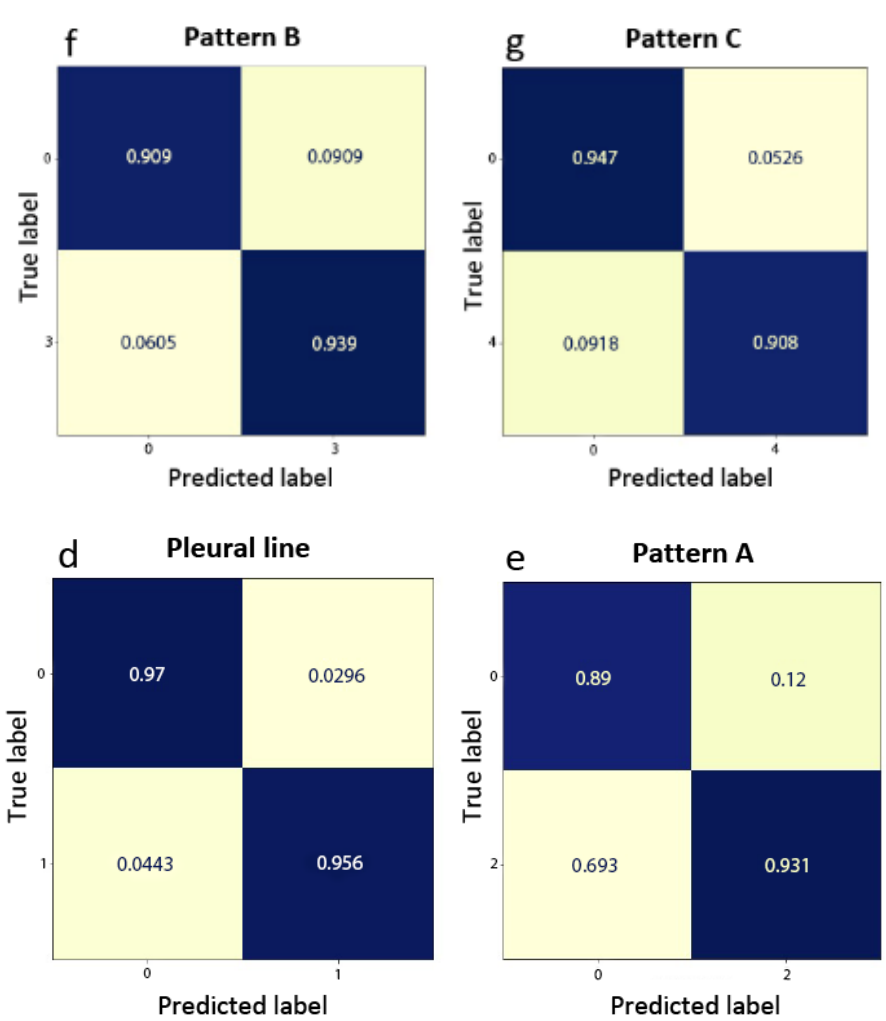 f
Pattern B
0
0.909
0.0909
3
0.0605
0.939
True label
0
3
Predicted label
g
Pattern C
0
0.947
0.0526
4
0.0918
0.908
True label
0
4
Predicted label
d
Pleural line
0
0.97
0.0296
1
0.0443
0.956
True label
0
1
Predicted label
e
Pattern A
0
0.89
0.12
2
0.693
0.931
True label
0
2
Predicted label